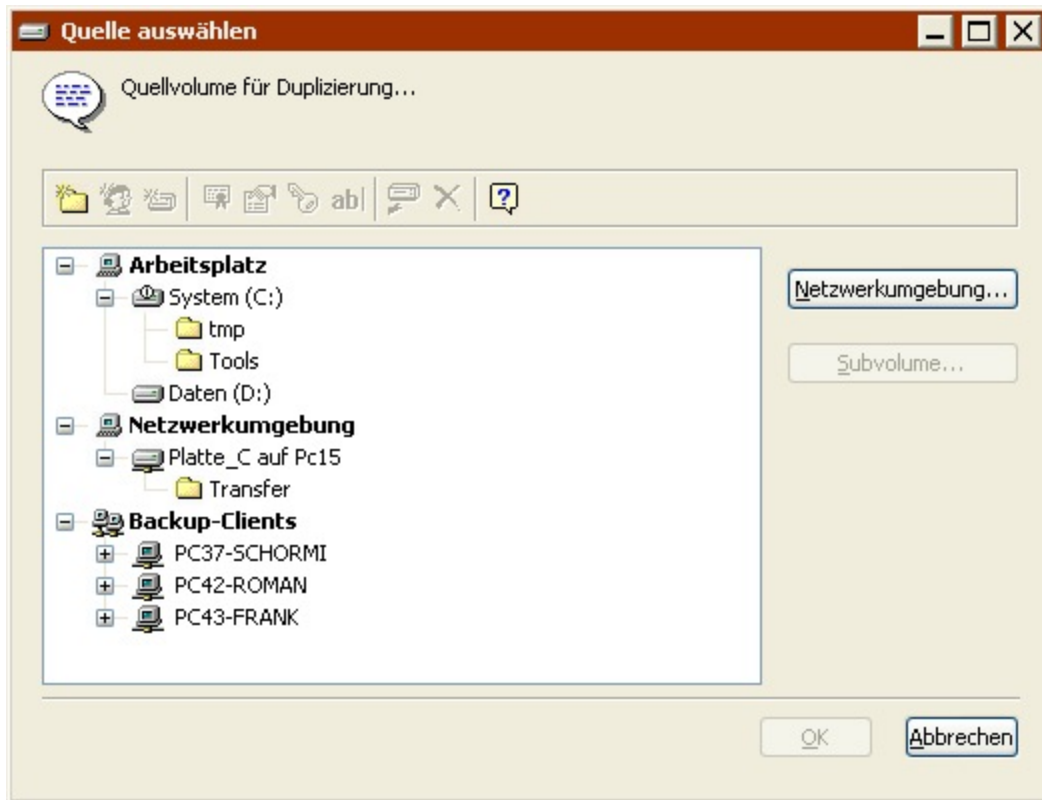 Quelle auswählen
Quellvolume für Duplizierung...
ab|
Arbeitsplatz
System (C:)
tmp
Tools
Daten (D:)
Netzwerkumgebung
Platte_C auf Pc15
Transfer
Backup-Clients
PC37-SCHORMI
PC42-ROMAN
PC43-FRANK
Netzwerkumgebung...
Subvolume...
OK
Abbrechen